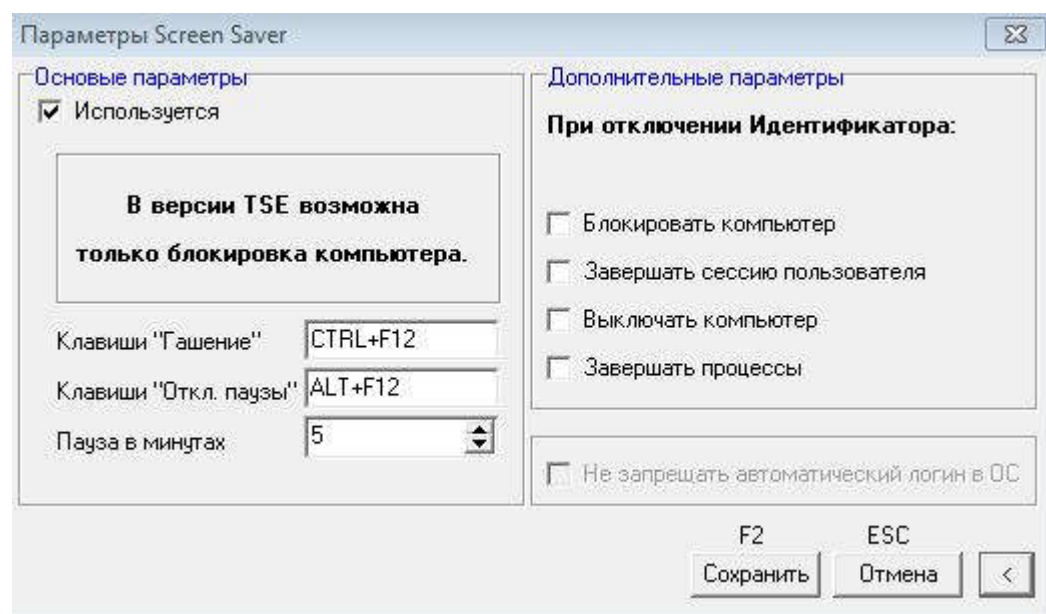 Параметры Screen Saver
Основые параметры
Используется
В версии TSE возможна
только блокировка компьютера.
Клавиши "Гашение" CTRL+F12
Клавиши "Откл. паузы" ALT+F12
Пауза в минутах 5
Дополнительные параметры
При отключении Идентификатора:
Блокировать компьютер
Завершать сессию пользователя
Выключать компьютер
Завершать процессы
Не запрещать автоматический логин в ОС
F2 ESC
Сохранить Отмена <